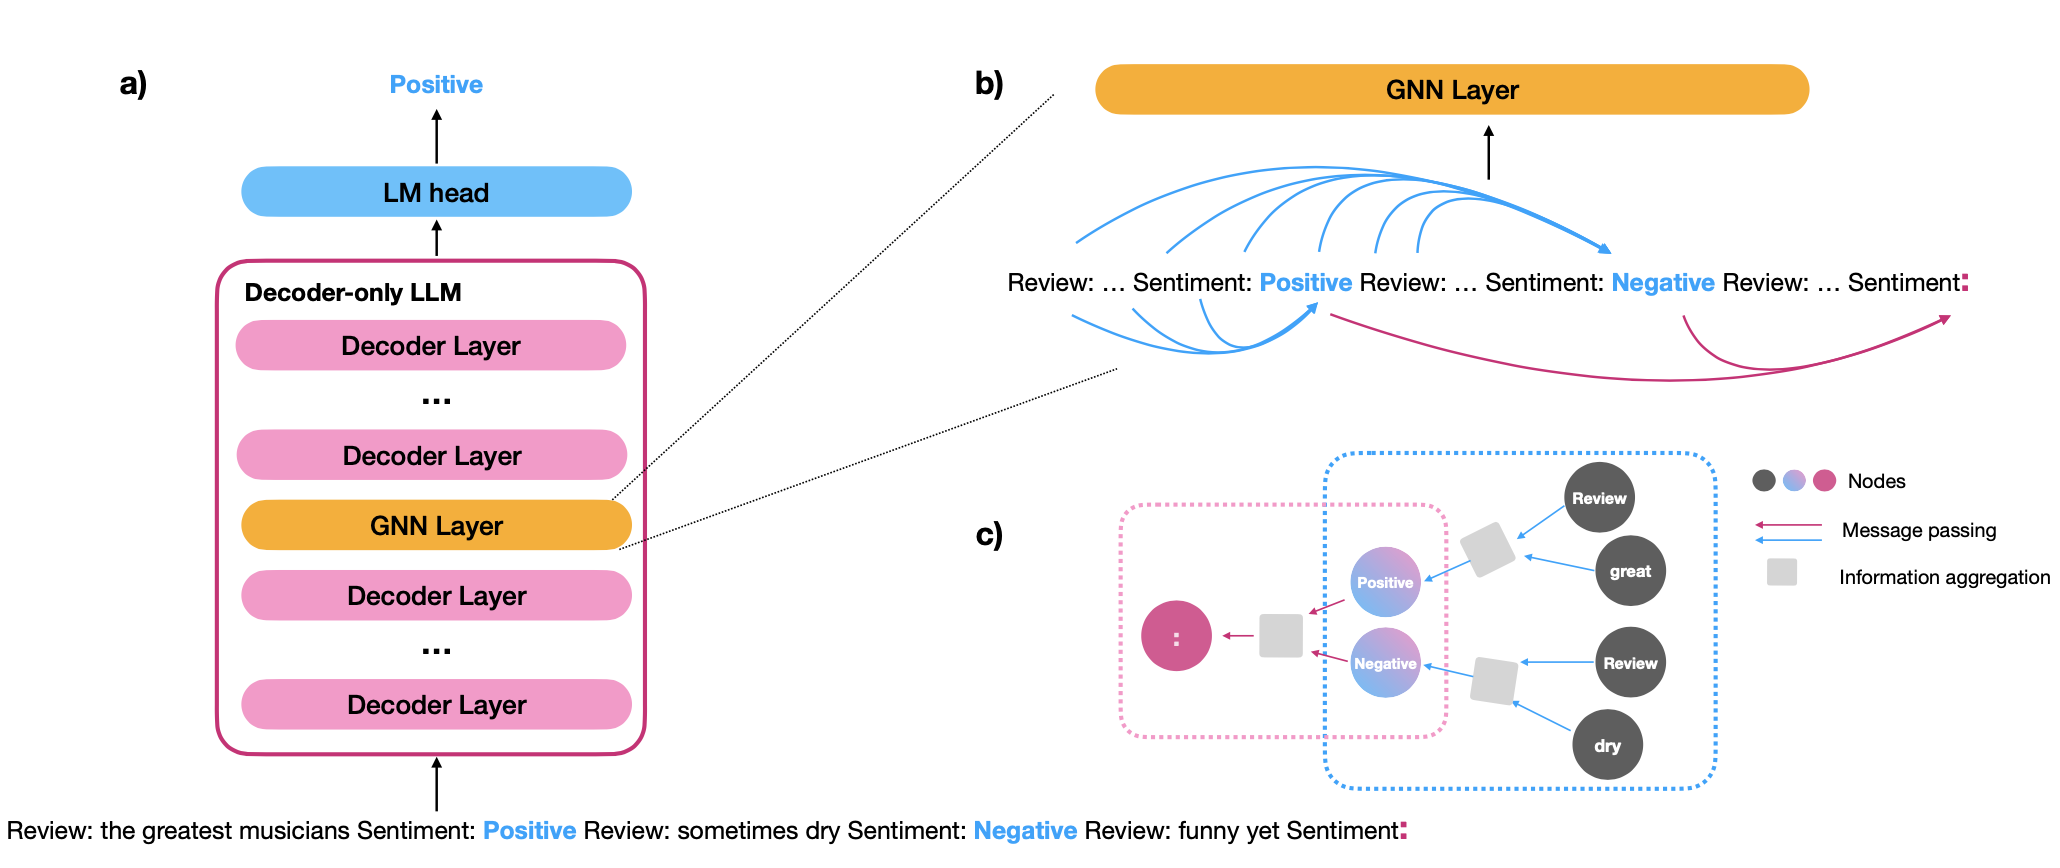 a)
Positive
LM head
Decoder-only LLM
Decoder Layer
...
Decoder Layer
GNN Layer
Decoder Layer
...
Decoder Layer
Review: the greatest musicians Sentiment: Positive Review: sometimes dry Sentiment: Negative Review: funny yet Sentiment:
b)
GNN Layer
Review: ... Sentiment: Positive Review: ... Sentiment: Negative Review: ... Sentiment:
c)
:
Positive
Negative
Review
great
Review
dry
Nodes
Message passing
Information aggregation